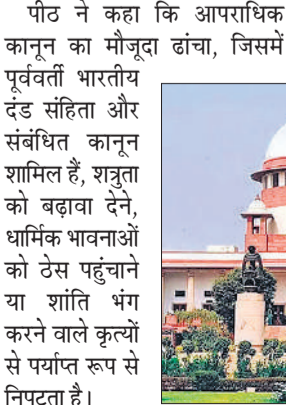 पीठ ने कहा कि आपराधिक
कानून का मौजूदा ढांचा, जिसमें
पूर्ववर्ती भारतीय
दंड संहिता और
संबंधित कानून
शामिल हैं, शत्रुता
को बढ़ावा देने,
धार्मिक भावनाओं
को ठेस पहुंचाने
या शांति भंग
करने वाले कृत्यों
से पर्याप्त रूप से
निपटता है।